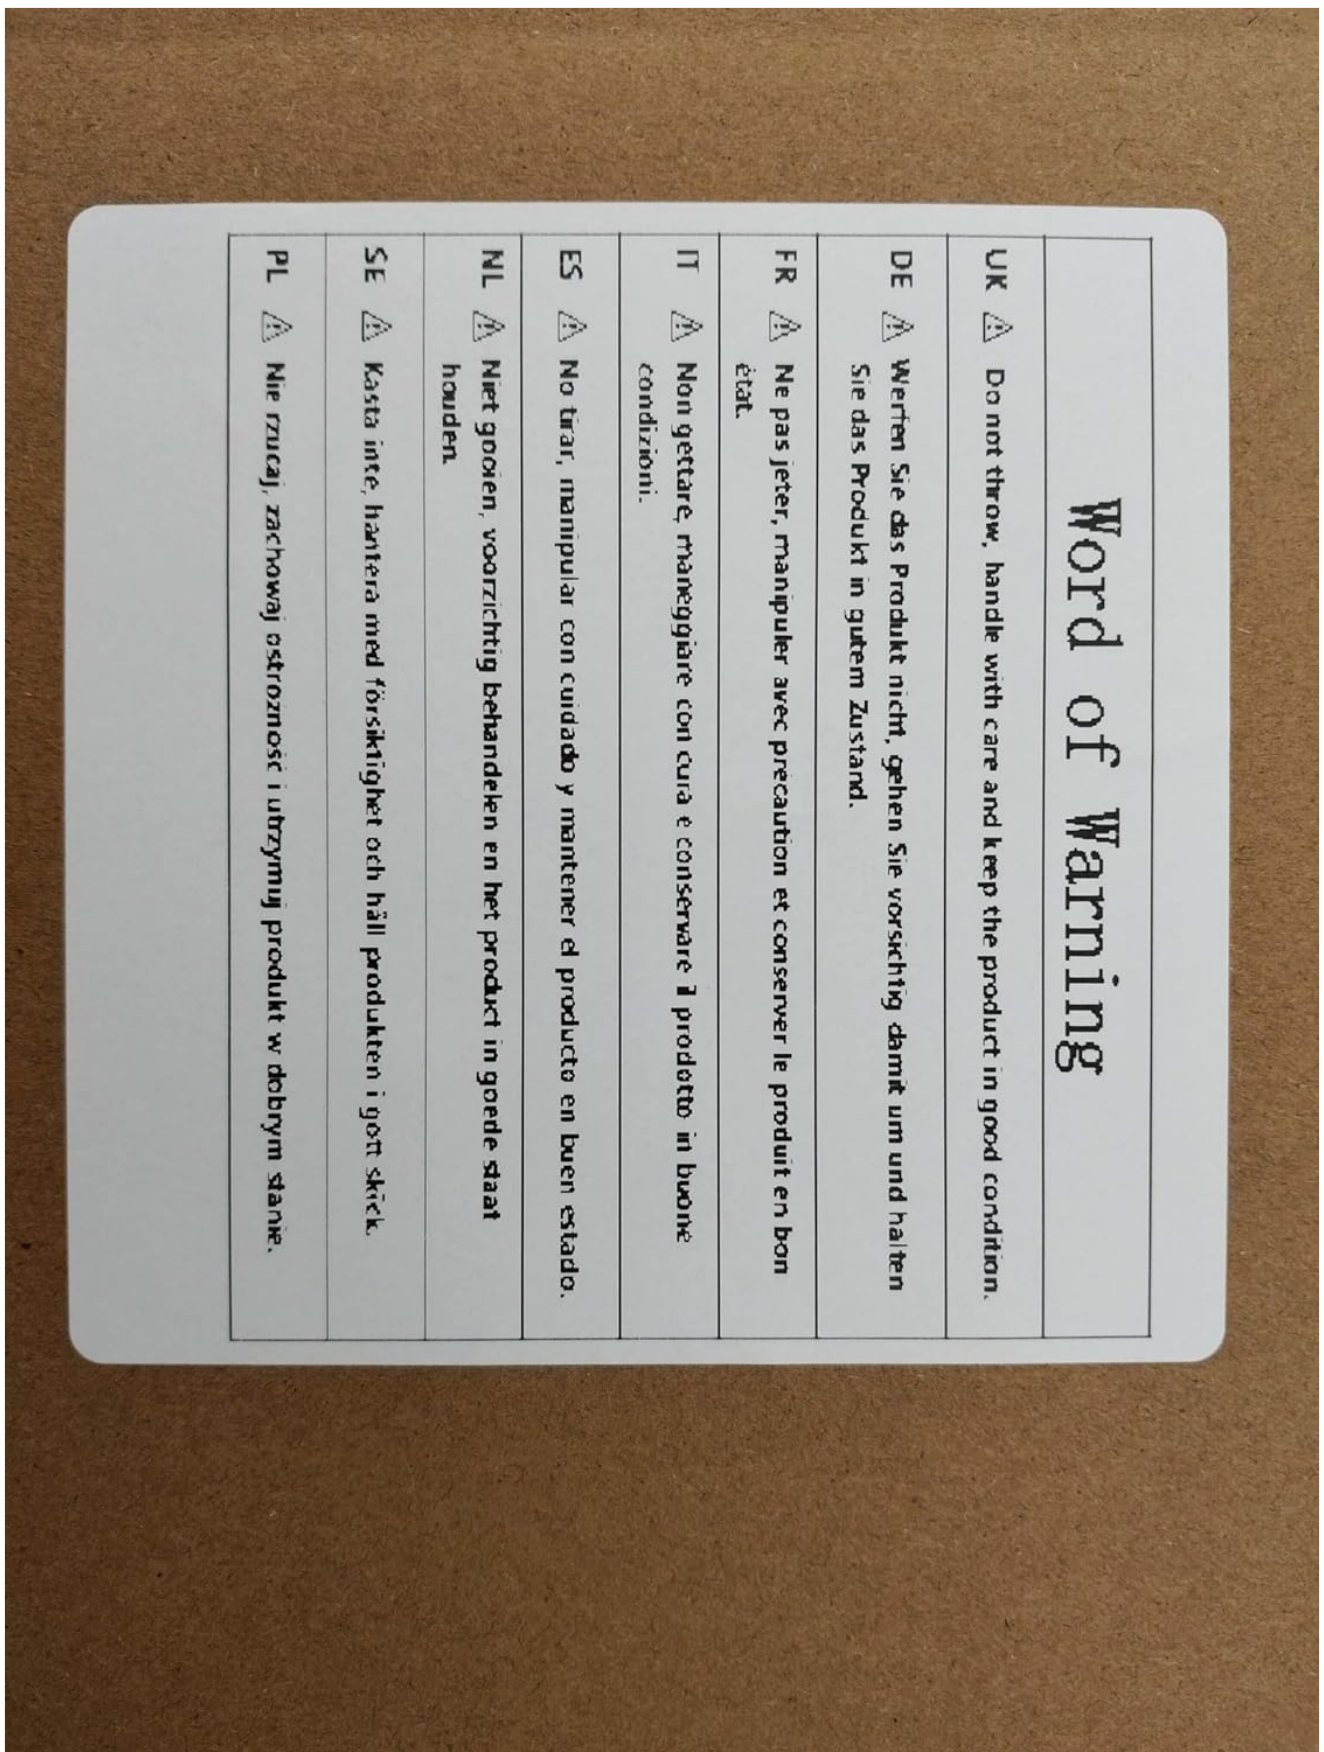 Word of Warning
UK ⚠ Do not throw, handle with care and keep the product in good condition.
DE ⚠ Werfen Sie das Produkt nicht, gehen Sie vorsichtig damit um und halten
Sie das Produkt in gutem Zustand.
FR ⚠ Ne pas jeter, manipuler avec précaution et conserver le produit en bon
état.
IT ⚠ Non gettare, maneggiare con cura e conservare il prodotto in buone
condizioni.
ES ⚠ No tirar, manipular con cuidado y mantener el producto en buen estado.
NL ⚠ Niet gooien, voorzichtig behandelen en het product in goede staat
houden.
SE ⚠ Kasta inte, hantera med försiktighet och håll produkten i gott skick.
PL ⚠ Nie rzucaj, zachowaj ostrożność i utrzymuj produkt w dobrym stanie.